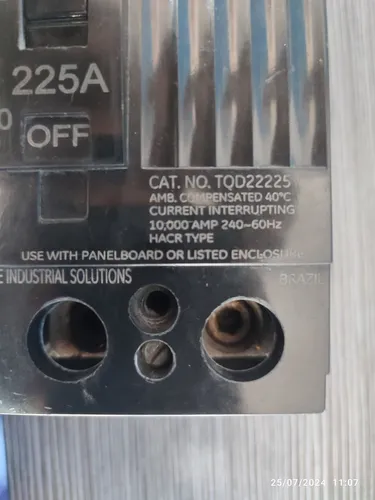 225A
0
OFF
CAT. NO. TQD22225
AMB. COMPENSATED 40°C
CURRENT INTERRUPTING
10,000 AMP 240~60Hz
HACR TYPE
USE WITH PANELBOARD OR LISTED ENCLOSURE
E INDUSTRIAL SOLUTIONS
BRAZIL
25/07/2024 11:07